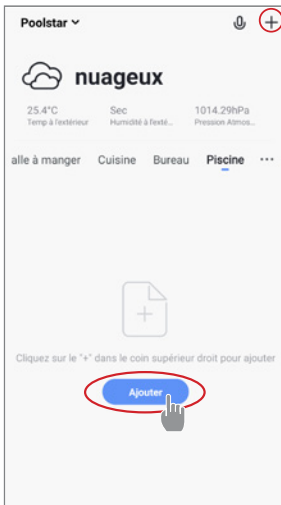 Poolstar
nuageux
25.4°C Sec 1014.29hPa
Temp à l'extérieur Humidité à l'exté... Pression Atmos...
alle à manger Cuisine Bureau Piscine ...
Cliquez sur le "+" dans le coin supérieur droit pour ajouter
Ajouter